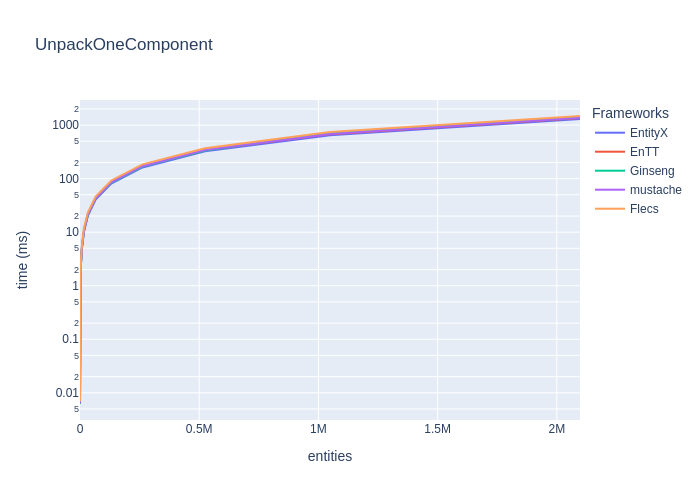 UnpackOneComponent
2
1000
5
2
100
5
2
10
5
2
1
5
2
0.1
5
2
0.01
5
time (ms)
0 0.5M 1M 1.5M 2M
entities
Frameworks
EntityX
EnTT
Ginseng
mustache
Flecs